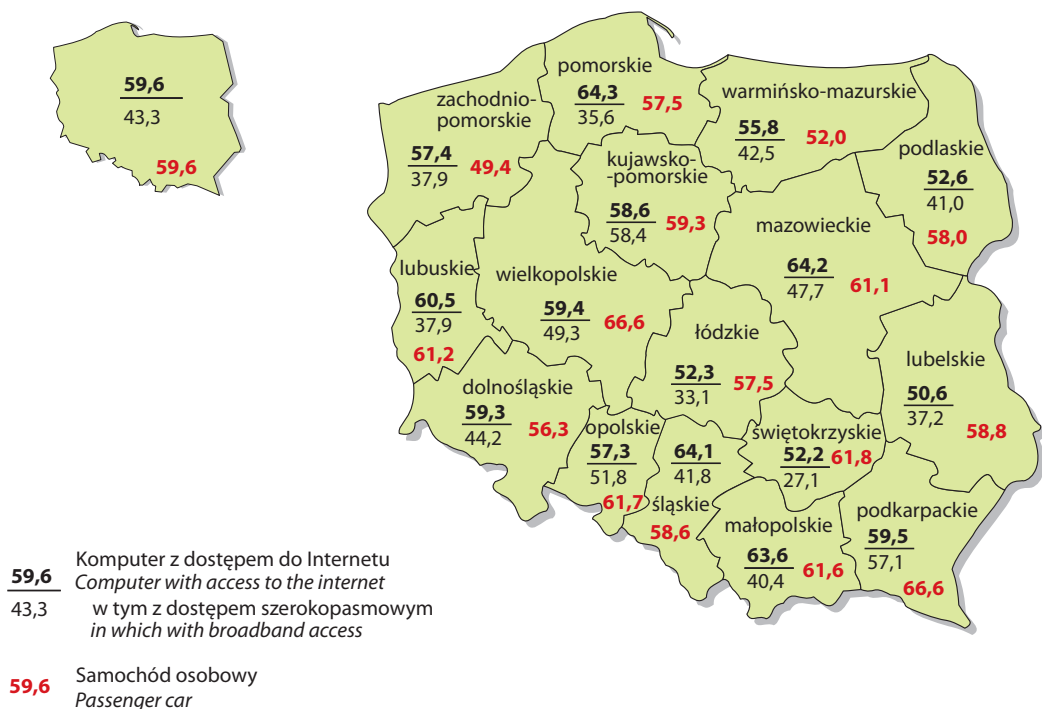 59,6
43,3
59,6
pomorskie
64,3
35,6
57,5
zachodnio-
pomorskie
57,4
37,9
49,4
warmińsko-mazurskie
55,8
42,5
52,0
podlaskie
52,6
41,0
58,0
kujawsko-
-pomorskie
58,6
58,4
59,3
mazowieckie
64,2
47,7
61,1
lubuskie
60,5
37,9
61,2
wielkopolskie
59,4
49,3
66,6
łódzkie
52,3
33,1
57,5
lubelskie
50,6
37,2
58,8
dolnośląskie
59,3
44,2
56,3
opolskie
57,3
51,8
61,7
64,1
41,8
śląskie
58,6
świętokrzyskie
52,2
27,1
61,8
małopolskie
63,6
40,4
61,6
podkarpackie
59,5
57,1
66,6
59,6
43,3
Komputer z dostępem do Internetu
Computer with access to the internet
w tym z dostępem szerokopasmowym
in which with broadband access
59,6
Samochód osobowy
Passenger car